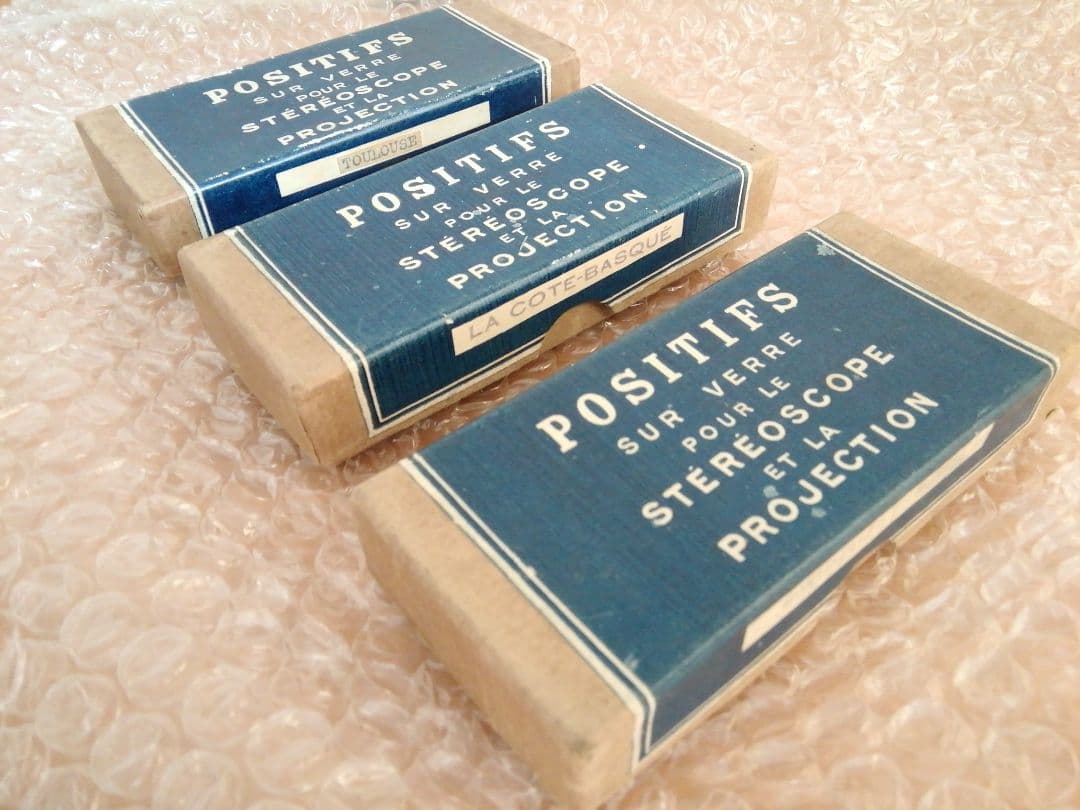 POSITIFS
SUR VERRE
POUR LE
STÉRÉOSCOPE
ET LA
PROJECTION
TOULOUSE
POSITIFS
SUR VERRE
POUR LE
STÉRÉOSCOPE
ET LA
PROJECTION
LA COTE-BASQUÉ
POSITIFS
SUR VERRE
POUR LE
STÉRÉOSCOPE
ET LA
PROJECTION